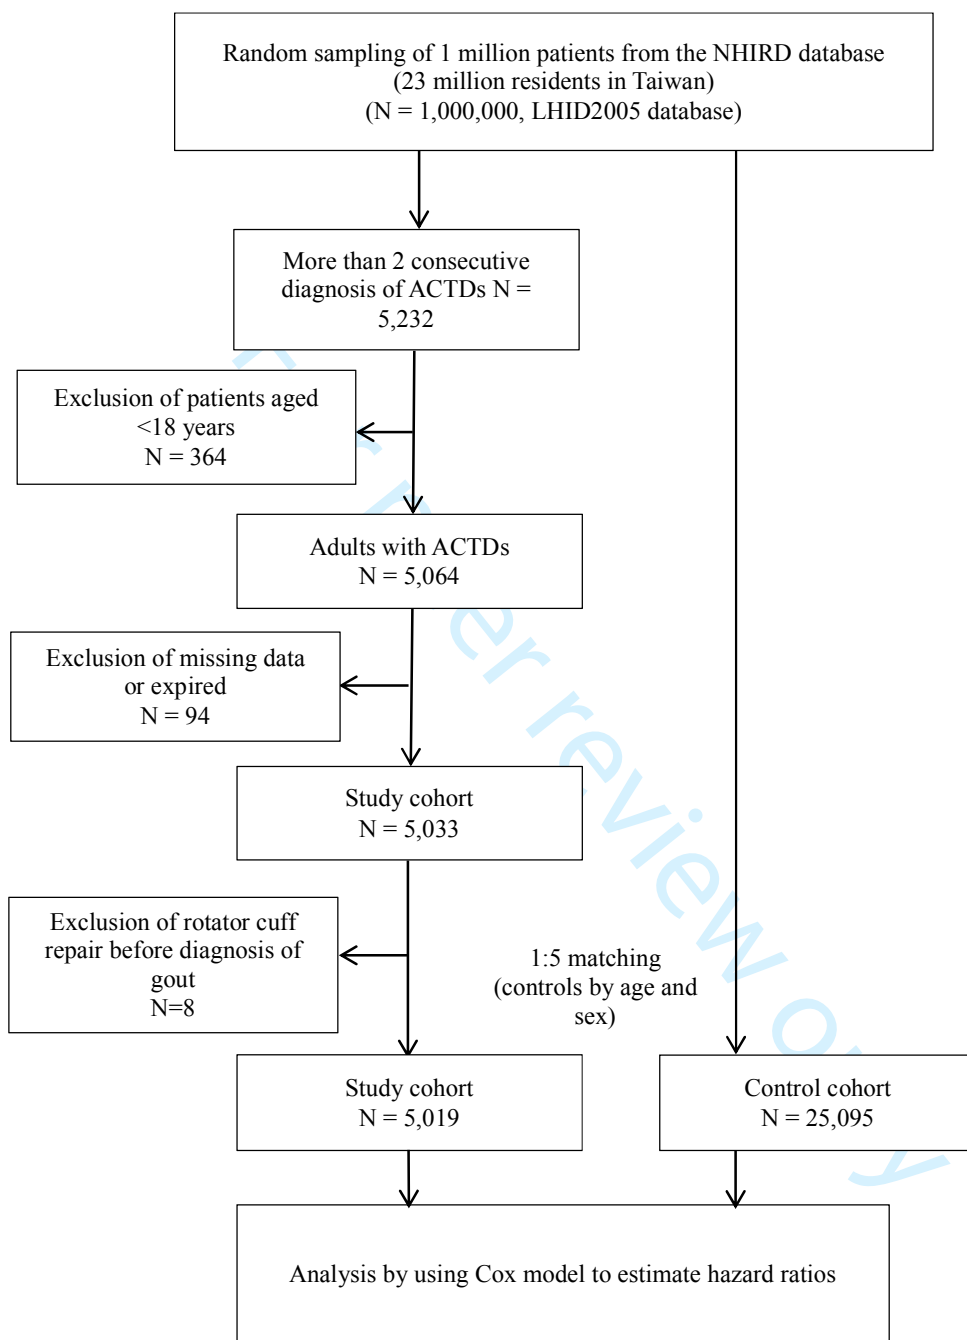 Random sampling of 1 million patients from the NHIRD database
(23 million residents in Taiwan)
(N = 1,000,000, LHID2005 database)
More than 2 consecutive
diagnosis of ACTDs N =
5,232
Exclusion of patients aged
<18 years
N = 364
Adults with ACTDs
N = 5,064
Exclusion of missing data
or expired
N = 94
Study cohort
N = 5,033
Exclusion of rotator cuff
repair before diagnosis of
gout
N=8
1:5 matching
(controls by age and
sex)
Study cohort
N = 5,019
Control cohort
N = 25,095
Analysis by using Cox model to estimate hazard ratios
er review